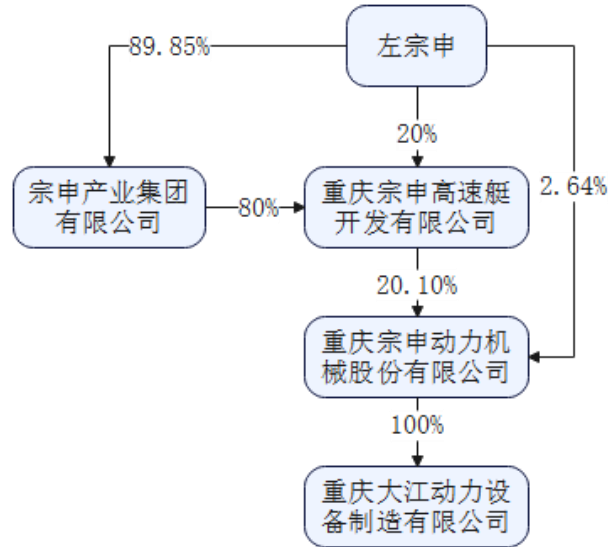 89.85%
左宗申
20%
2.64%
宗申产业集团
有限公司
80%
重庆宗申高速艇
开发有限公司
20.10%
重庆宗申动力机
械股份有限公司
100%
重庆大江动力设
备制造有限公司